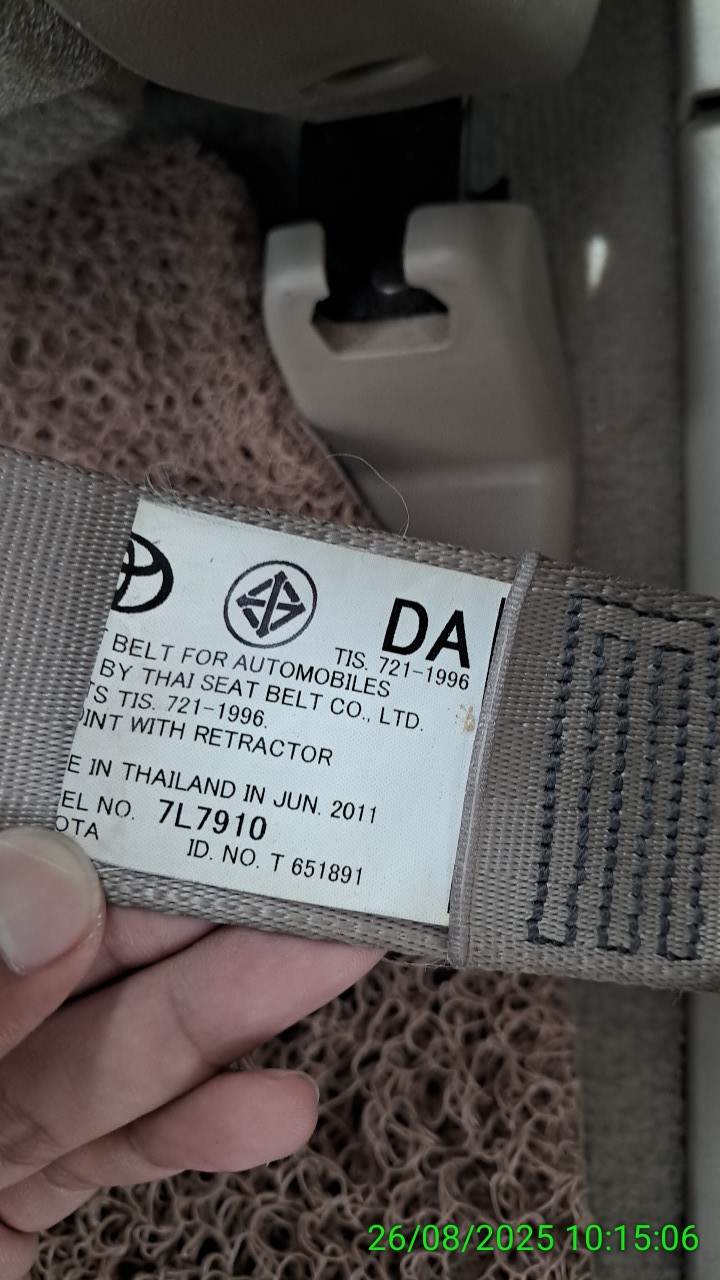 DA
TIS. 721-1996
BELT FOR AUTOMOBILES
BY THAI SEAT BELT CO., LTD.
TS TIS. 721-1996.
INT WITH RETRACTOR
E IN THAILAND IN JUN. 2011
EL NO. 7L7910
OTA
ID. NO. T 651891
26/08/2025 10:15:06